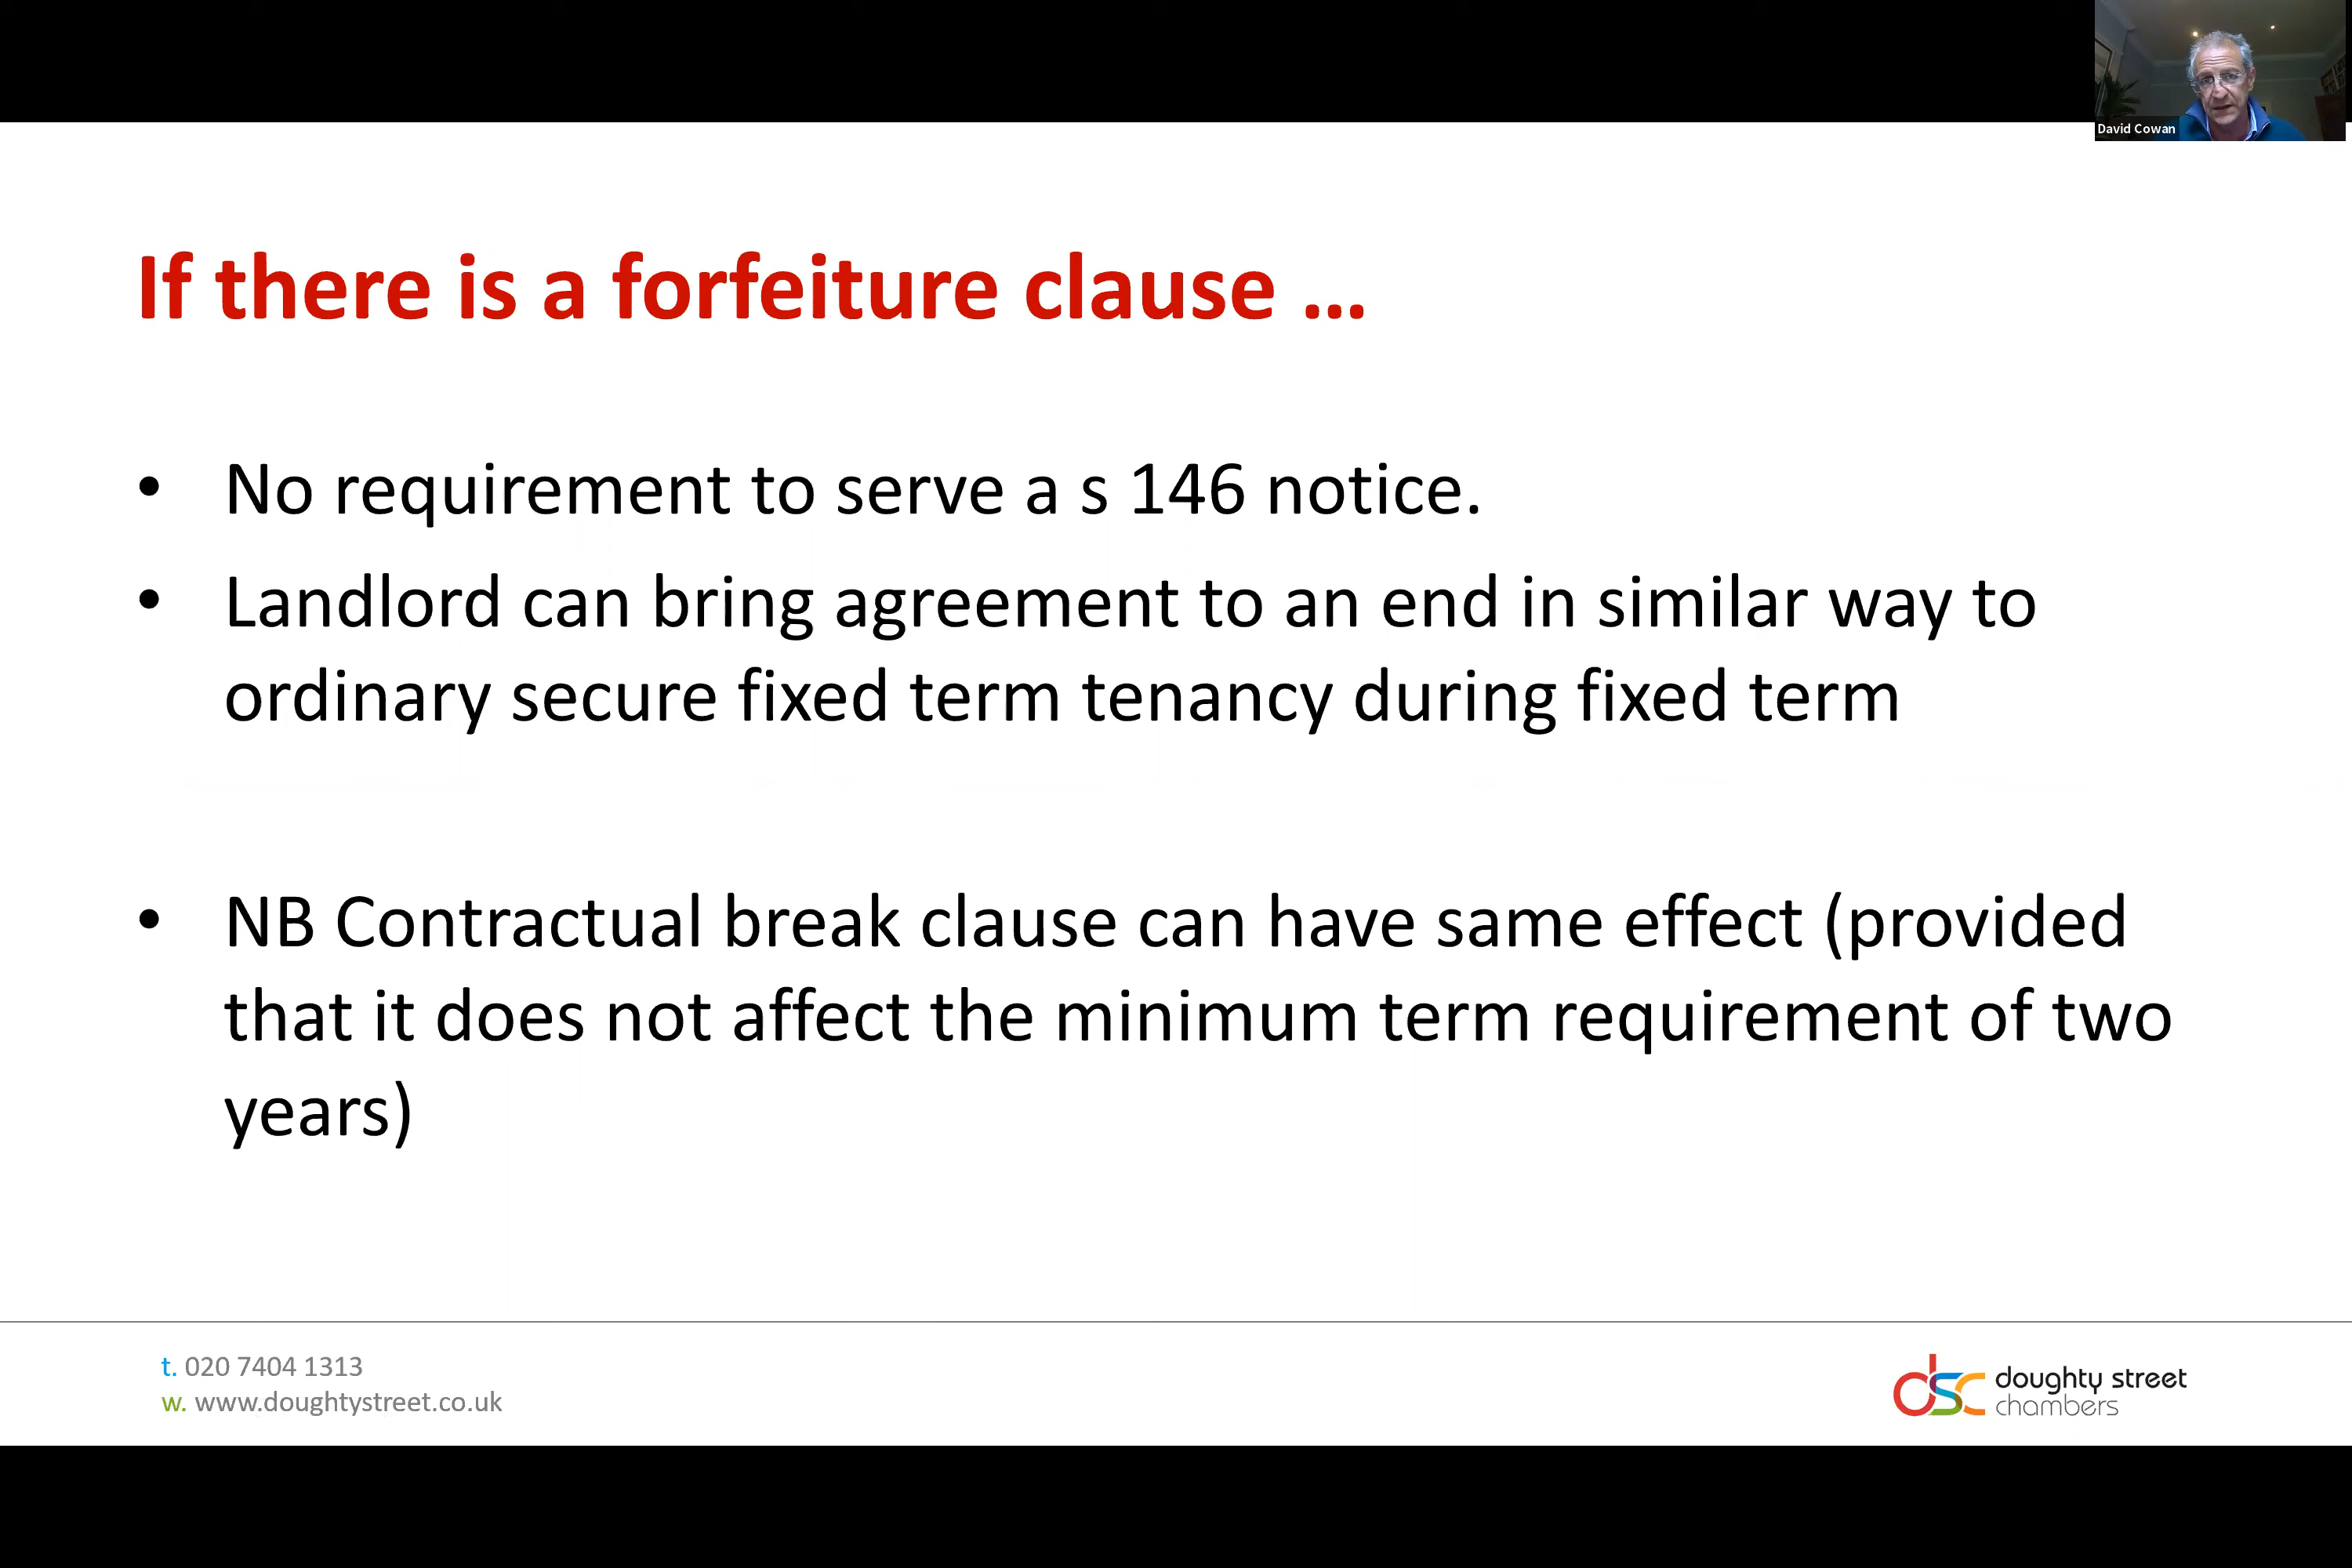 David Cowan
If there is a forfeiture clause ...
• No requirement to serve a s 146 notice.
• Landlord can bring agreement to an end in similar way to
ordinary secure fixed term tenancy during fixed term
• NB Contractual break clause can have same effect (provided
that it does not affect the minimum term requirement of two
years)
t. 020 7404 1313
w. www.doughtystreet.co.uk
dsc
doughty street
chambers